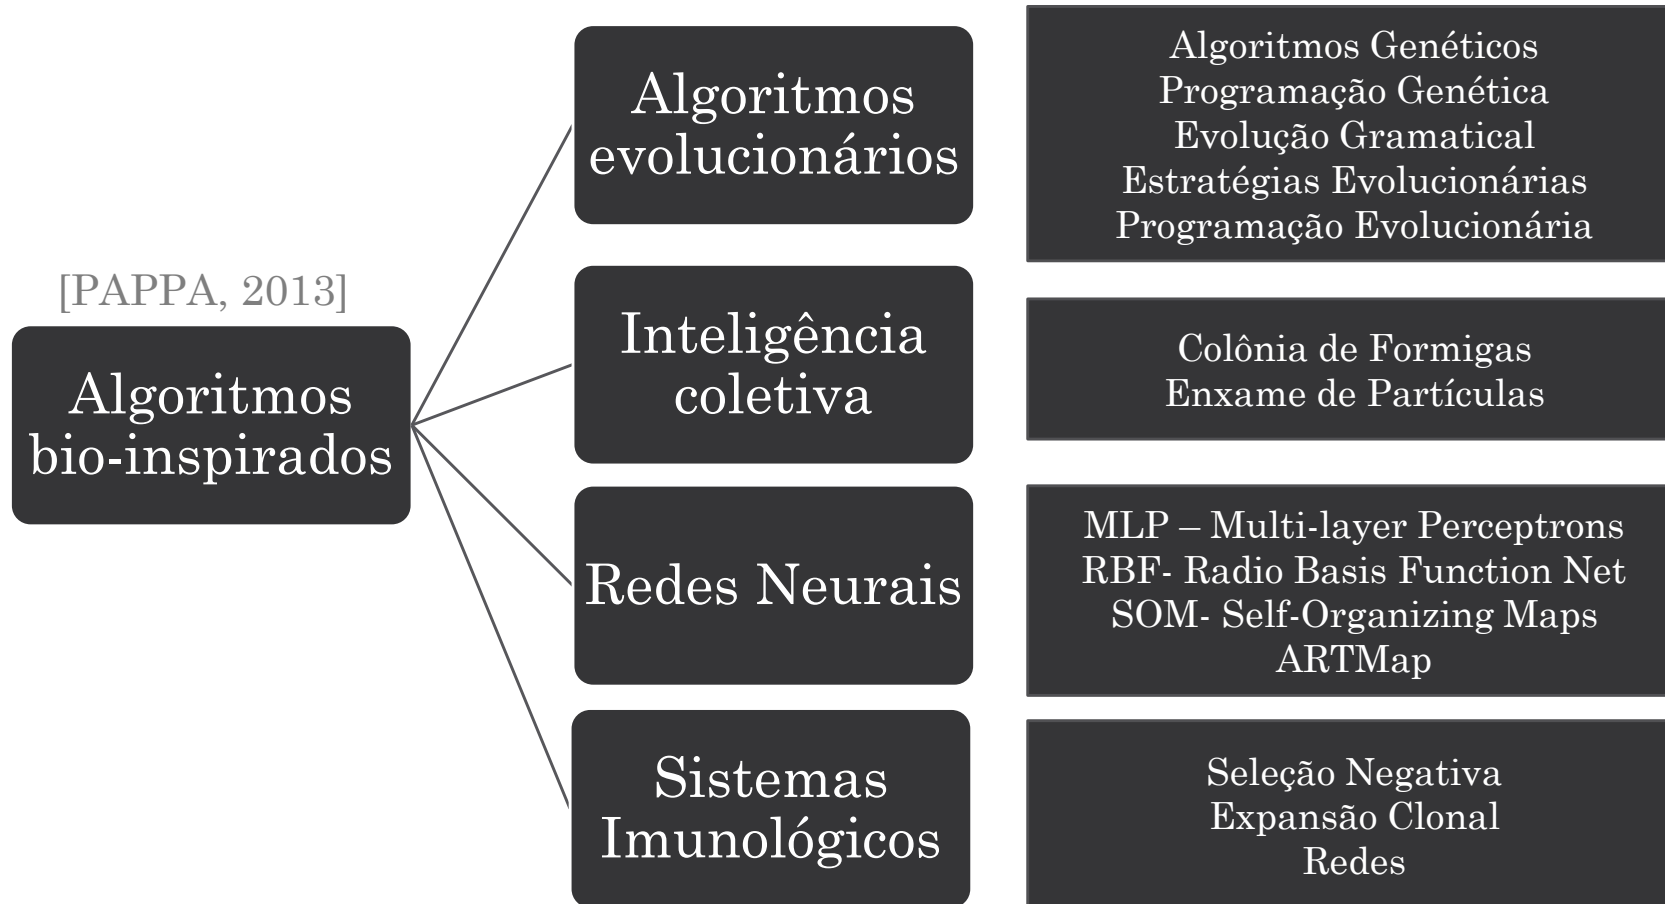 [PAPPA, 2013]
Algoritmos
bio-inspirados
Algoritmos
evolucionários
Algoritmos Genéticos
Programação Genética
Evolução Gramatical
Estratégias Evolucionárias
Programação Evolucionária
Inteligência
coletiva
Colônia de Formigas
Enxame de Partículas
Redes Neurais
MLP – Multi-layer Perceptrons
RBF- Radio Basis Function Net
SOM- Self-Organizing Maps
ARTMap
Sistemas
Imunológicos
Seleção Negativa
Expansão Clonal
Redes